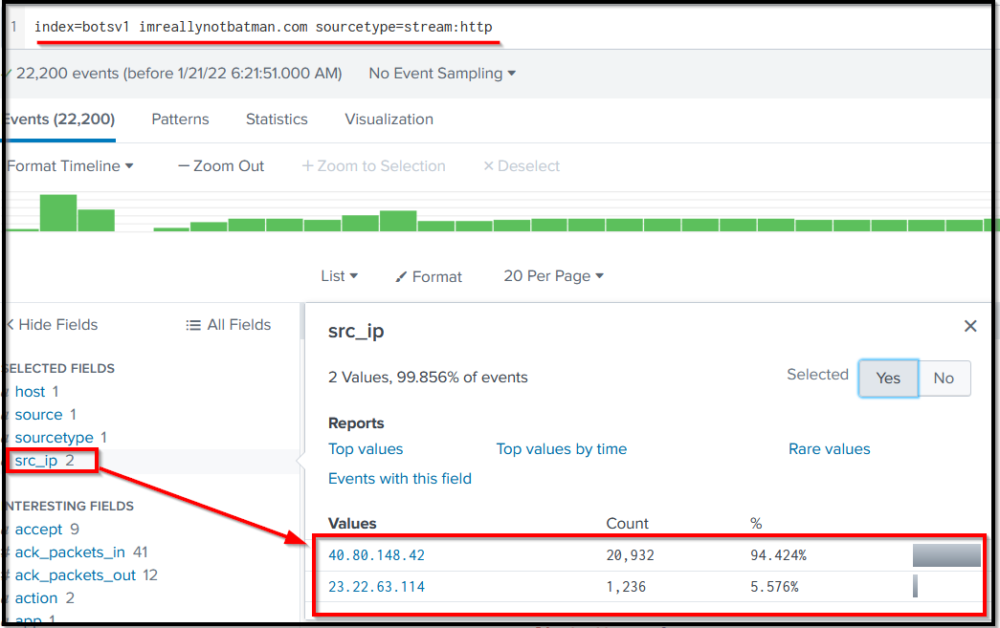 1 index=botsv1 imreallynotbatman.com sourcetype=stream:http
22,200 events (before 1/21/22 6:21:51.000 AM) No Event Sampling
Events (22,200) Patterns Statistics Visualization
Format Timeline — Zoom Out + Zoom to Selection × Deselect
List Format 20 Per Page
Hide Fields All Fields
SELECTED FIELDS
host 1
source 1
sourcetype 1
src_ip 2
INTERESTING FIELDS
accept 9
# ack_packets_in 41
# ack_packets_out 12
action 2
app 1
src_ip
2 Values, 99.856% of events Selected Yes No
Reports
Top values Top values by time Rare values
Events with this field
Values Count %
40.80.148.42 20,932 94.424%
23.22.63.114 1,236 5.576%